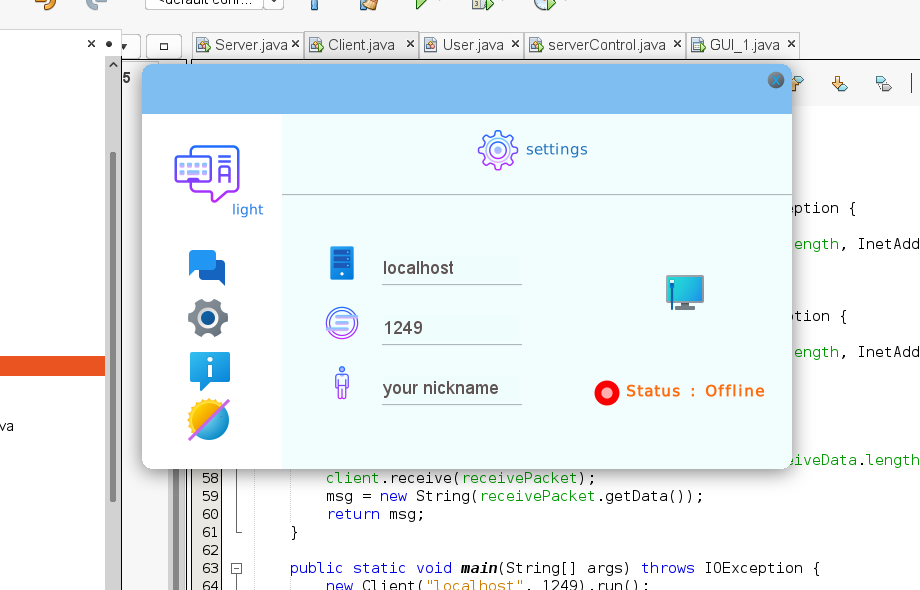 <default conf...
Server.java
Client.java
User.java
serverControl.java
GUI_1.java
5
settings
light
localhost
1249
your nickname
Status : Offline
ption {
ength, InetAdd
tion {
ength, InetAdd
va
eiveData.length
58 client.receive(receivePacket);
59 msg = new String(receivePacket.getData());
60 return msg;
61 }
62
63 public static void main(String[] args) throws IOException {
64 new Client("localhost", 1249).run();